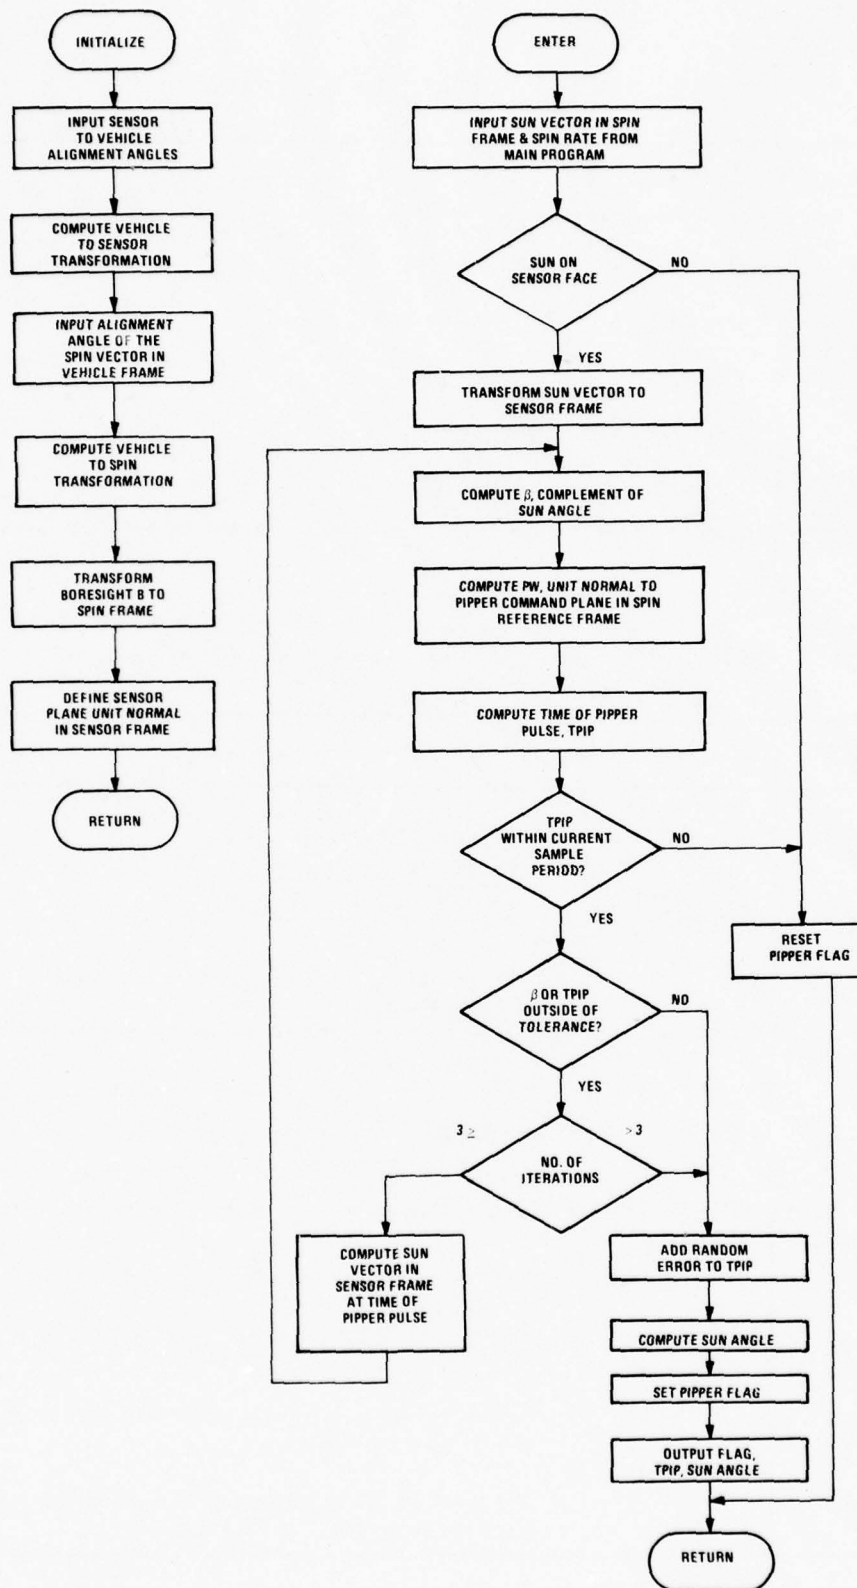 INITIALIZE
INPUT SENSOR
TO VEHICLE
ALIGNMENT ANGLES
COMPUTE VEHICLE
TO SENSOR
TRANSFORMATION
INPUT ALIGNMENT
ANGLE OF THE
SPIN VECTOR IN
VEHICLE FRAME
COMPUTE VEHICLE
TO SPIN
TRANSFORMATION
TRANSFORM
BORESIGHT B TO
SPIN FRAME
DEFINE SENSOR
PLANE UNIT NORMAL
IN SENSOR FRAME
RETURN
ENTER
INPUT SUN VECTOR IN SPIN
FRAME & SPIN RATE FROM
MAIN PROGRAM
SUN ON
SENSOR FACE
NO
YES
TRANSFORM SUN VECTOR TO
SENSOR FRAME
COMPUTE β, COMPLEMENT OF
SUN ANGLE
COMPUTE PW, UNIT NORMAL TO
PIPPER COMMAND PLANE IN SPIN
REFERENCE FRAME
COMPUTE TIME OF PIPPER
PULSE, TPIP
TPIP
WITHIN CURRENT
SAMPLE
PERIOD?
NO
YES
RESET
PIPPER FLAG
β OR TPIP
OUTSIDE OF
TOLERANCE?
NO
YES
3 ≥
> 3
NO. OF
ITERATIONS
COMPUTE SUN
VECTOR IN
SENSOR FRAME
AT TIME OF
PIPPER PULSE
ADD RANDOM
ERROR TO TPIP
COMPUTE SUN ANGLE
SET PIPPER FLAG
OUTPUT FLAG,
TPIP, SUN ANGLE
RETURN